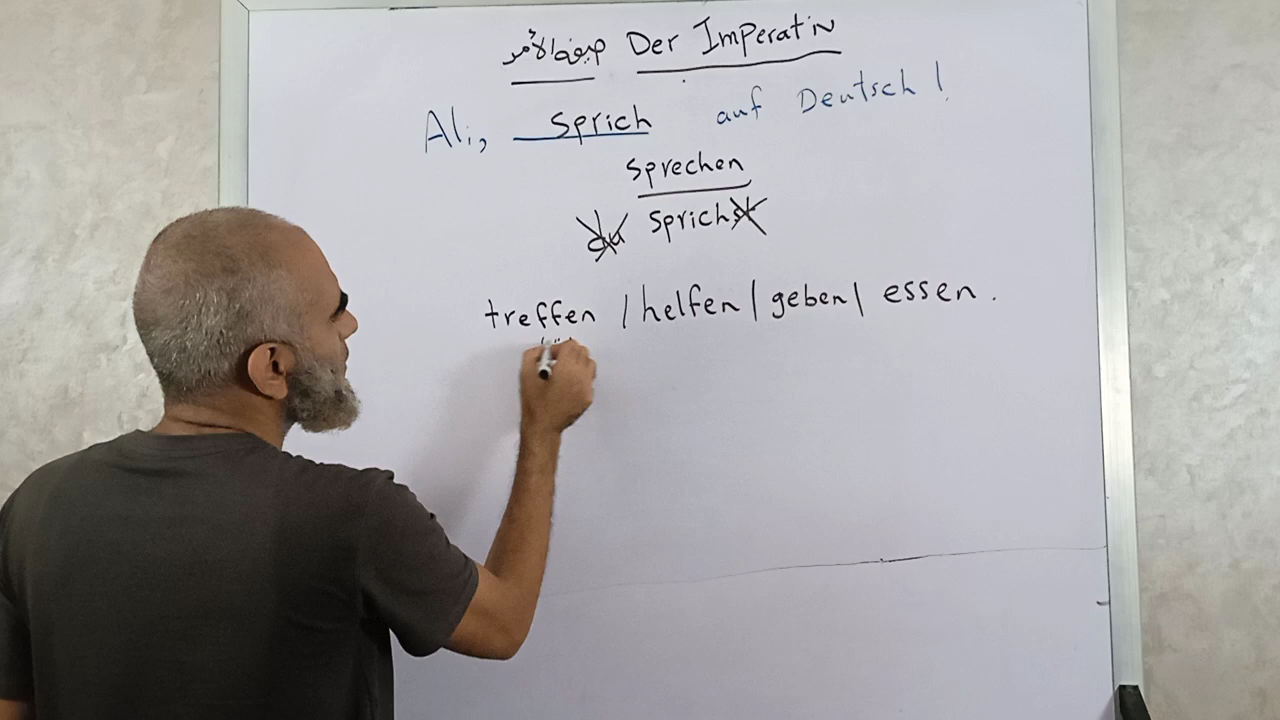 صيغة الأمر Der Imperativ
Ali, sprich auf Deutsch!
sprechen
du sprichst
treffen / helfen / geben / essen.